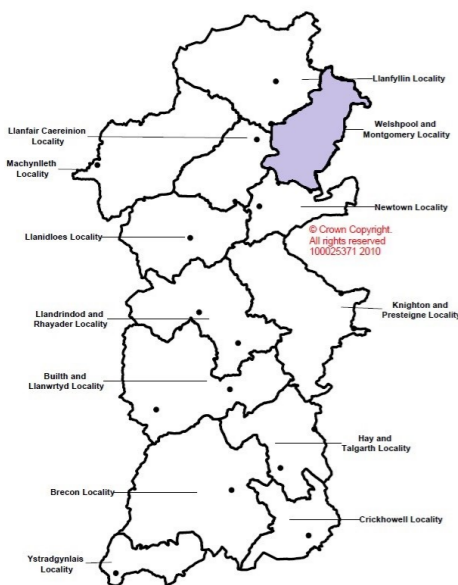 Llanfyllin Locality
Welshpool and
Montgomery Locality
Llanfair Caereinion
Locality
Machynlleth
Locality
Newtown Locality
© Crown Copyright.
All rights reserved
100025371 2010
Llanidloes Locality
Llandrindod and
Rhayader Locality
Knighton and
Presteigne Locality
Builth and
Llanwrtyd Locality
Hay and
Talgarth Locality
Brecon Locality
Crickhowell Locality
Ystradgynlais
Locality